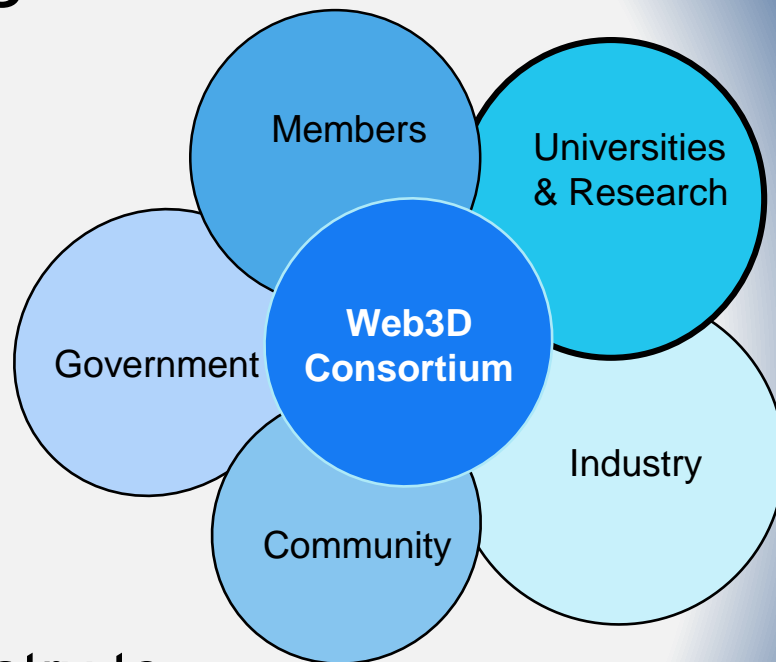 Members
Universities
& Research
Web3D
Consortium
Government
Industry
Community